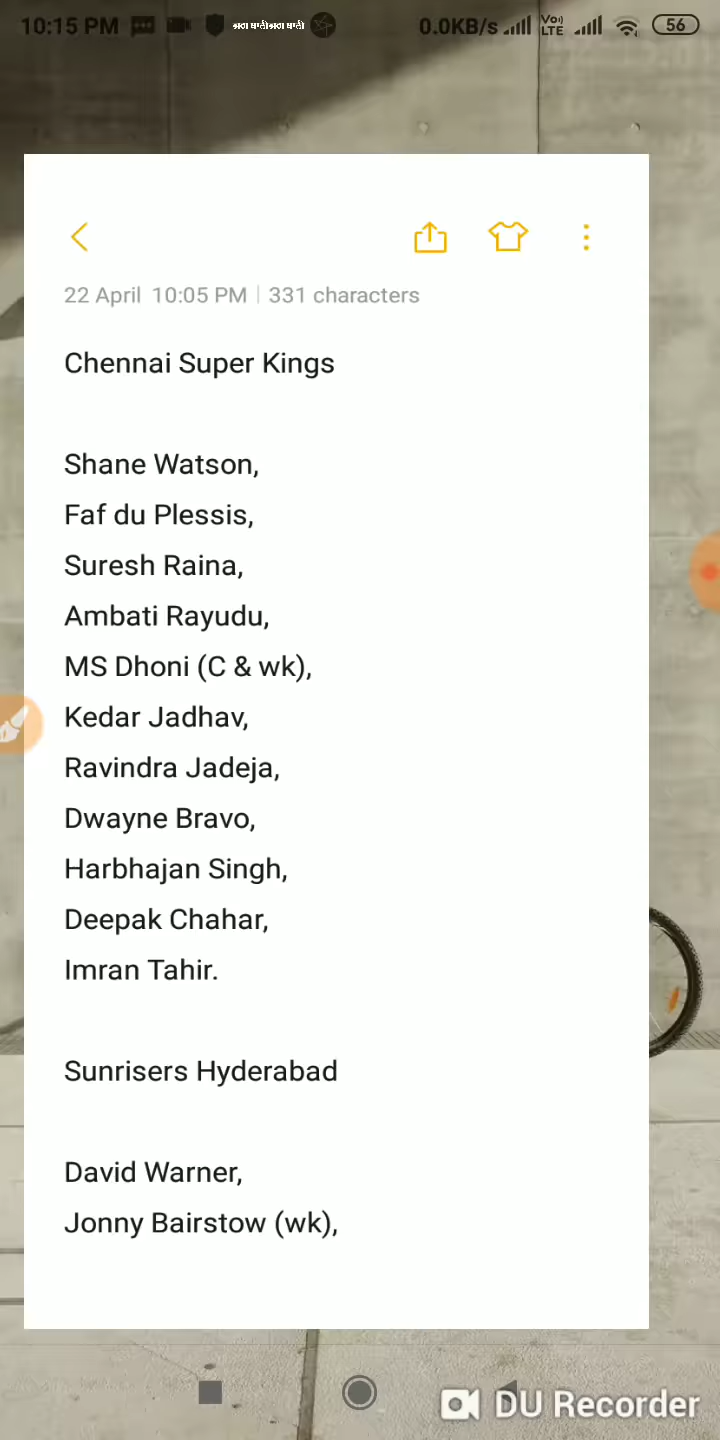 10:15 PM
0.0KB/s
Vo))
LTE
56
22 April 10:05 PM | 331 characters
Chennai Super Kings
Shane Watson,
Faf du Plessis,
Suresh Raina,
Ambati Rayudu,
MS Dhoni (C & wk),
Kedar Jadhav,
Ravindra Jadeja,
Dwayne Bravo,
Harbhajan Singh,
Deepak Chahar,
Imran Tahir.
Sunrisers Hyderabad
David Warner,
Jonny Bairstow (wk),
DU Recorder